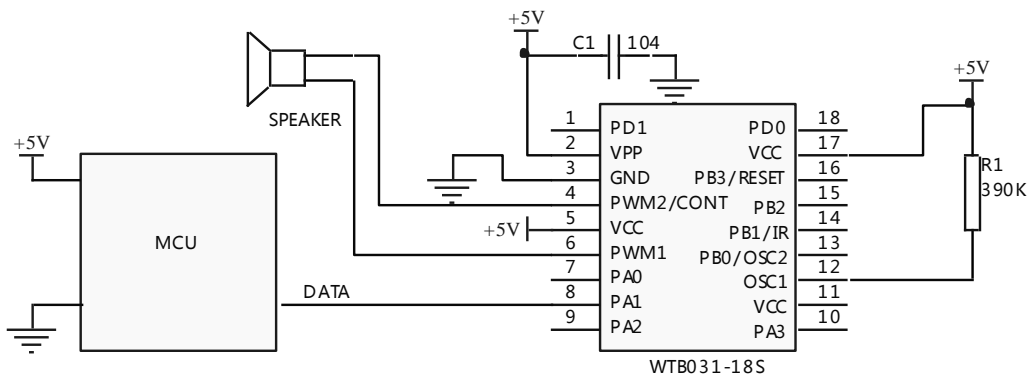 +5V
C1 104
+5V
SPEAKER
+5V
MCU
DATA
+5V
1 PD1
2 VPP
3 GND
4 PWM2/CONT
5 VCC
6 PWM1
7 PA0
8 PA1
9 PA2
PD0 18
VCC 17
PB3/RESET 16
PB2 15
PB1/IR 14
PB0/OSC2 13
OSC1 12
VCC 11
PA3 10
R1
390K
WTB031-18S